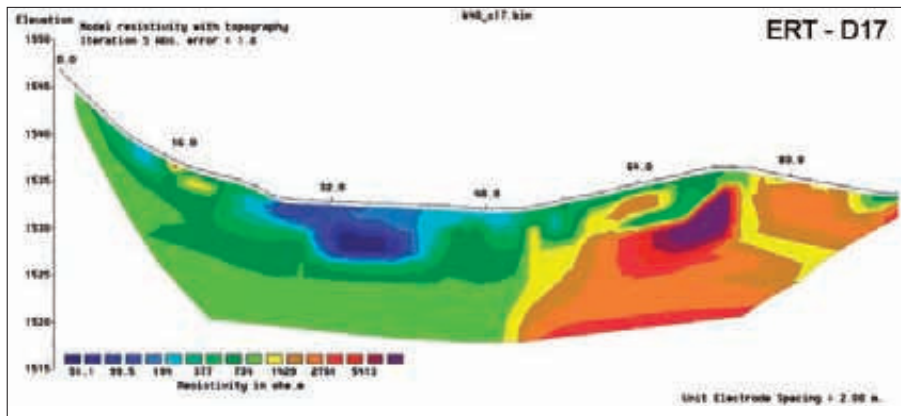 Elevation
Model resistivity with topography
Iteration 5 Abs. error = 1.8
ERT - D17
1550
1545
1540
1535
1530
1525
1520
1515
0.0
16.0
32.0
48.0
64.0
80.0
51.1 99.5 194 377 734 1429 2781 5413
Resistivity in ohm.m
Unit Electrode Spacing = 2.00 m.